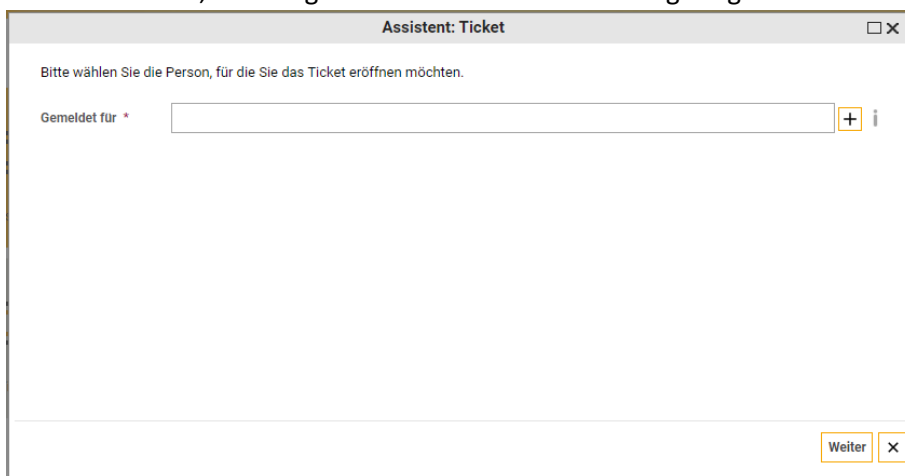 Assistent: Ticket
Bitte wählen Sie die Person, für die Sie das Ticket eröffnen möchten.
Gemeldet für *
Weiter